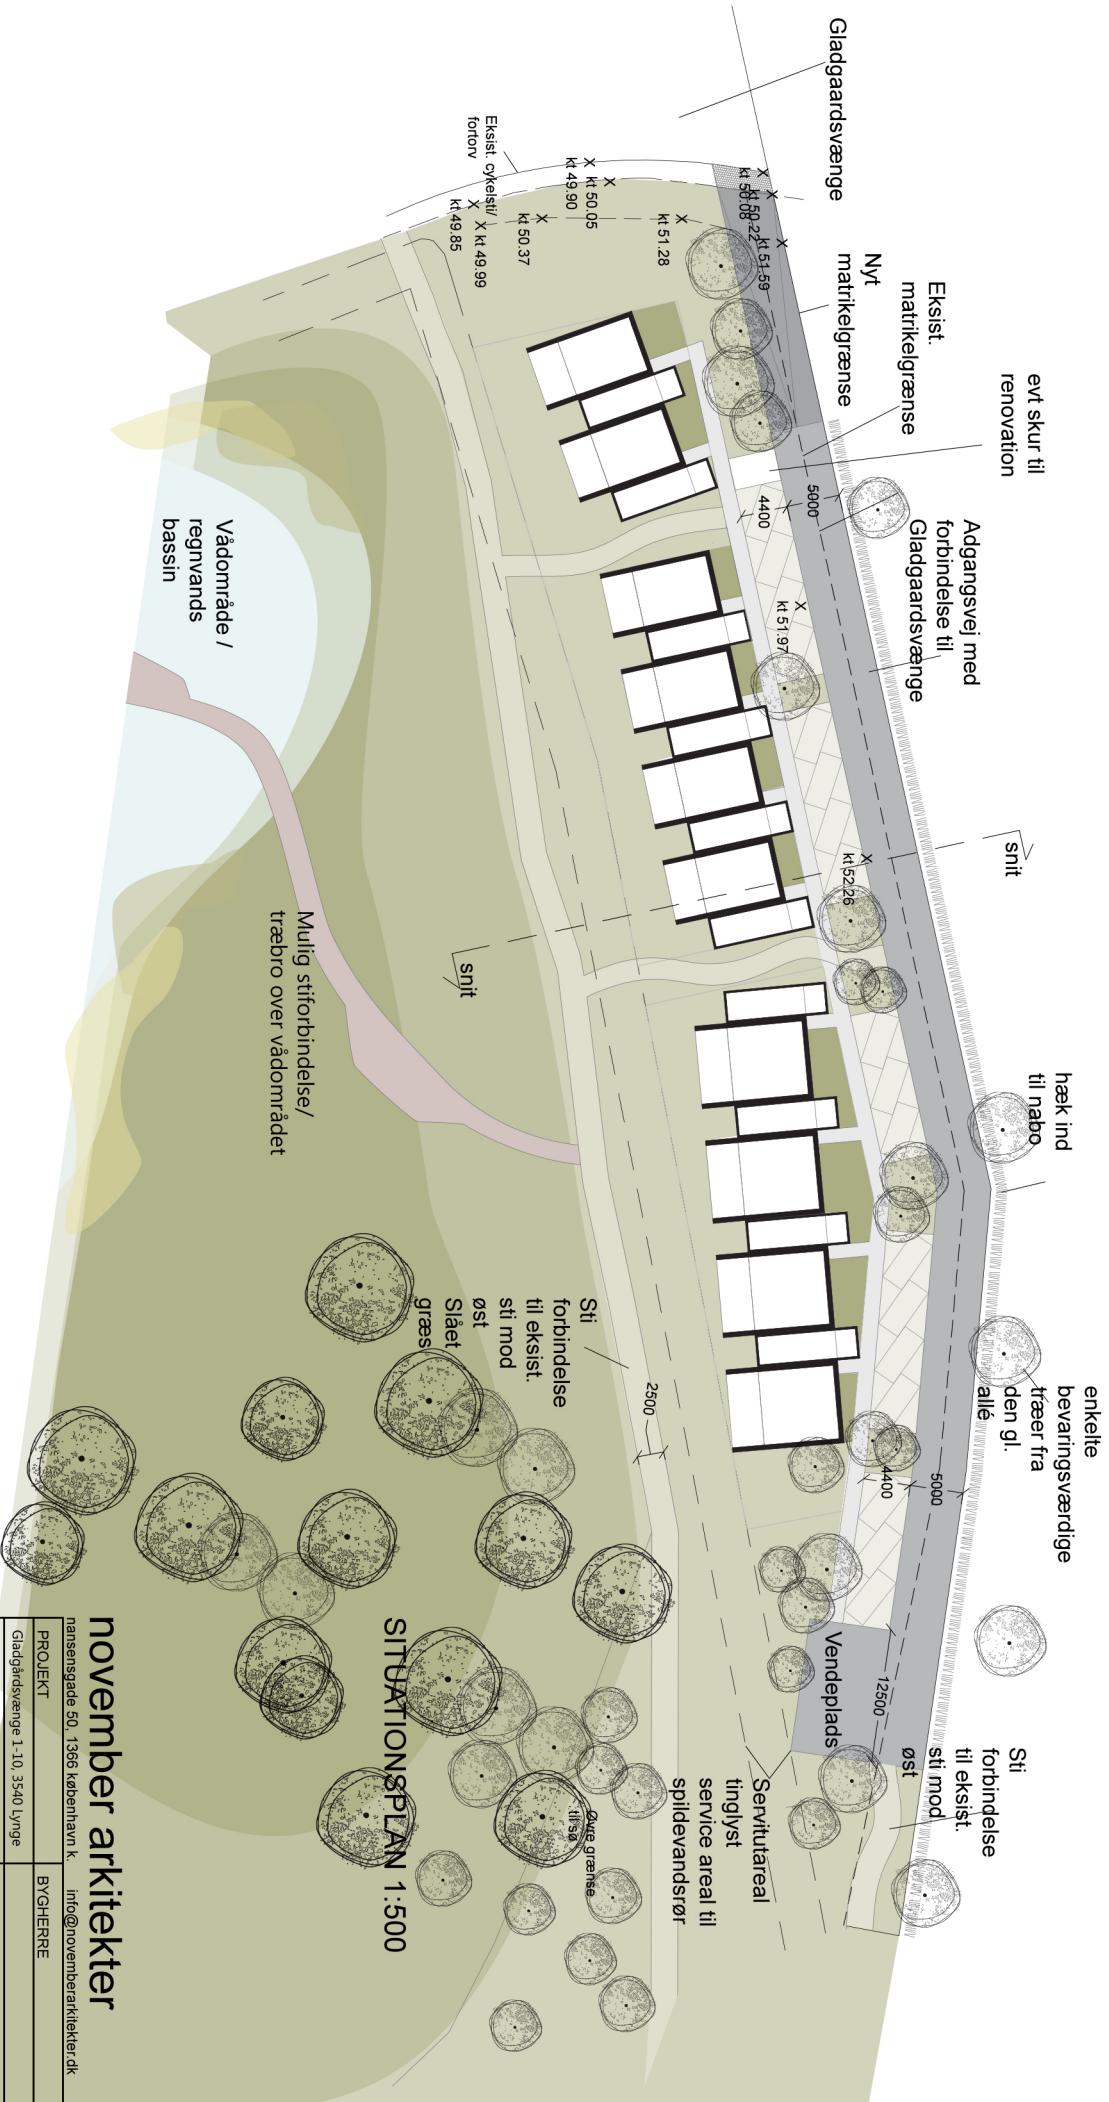 Gladgaardsvænge
Eksist. cykelsti/
fortorv
kt 50.08
kt 50.22
kt 51.59
kt 50.05
kt 49.90
kt 51.28
kt 50.37
kt 49.99
kt 49.85
Nyt
matrikelgrænse
Eksist.
matrikelgrænse
evt skur til
renovation
5000
4400
Adgangsvej med
forbindelse til
Gladgaardsvænge
kt 51.97
kt 52.26
snit
snit
hæk ind
til nabo
enkelte
bevaringsværdige
træer fra
den gl.
allé
5000
4400
Vendeplads
12500
Sti
forbindelse
til eksist.
sti mod
øst
Servitutareal
tinglyst
service areal til
spildevandsrør
Øvre grænse
til sø
Vådområde /
regnvands
bassin
Mulig stiforbindelse/
træbro over vådområdet
Sti
forbindelse
til eksist.
sti mod
øst
Slået
græs
2500
SITUATIONSPLAN 1:500
november arkitekter
nansensgade 50, 1366 københavn k. info@novemberarkitekter.dk
PROJEKT
BYGHERRE
Gladgårdsvænge 1-10, 3540 Lynge